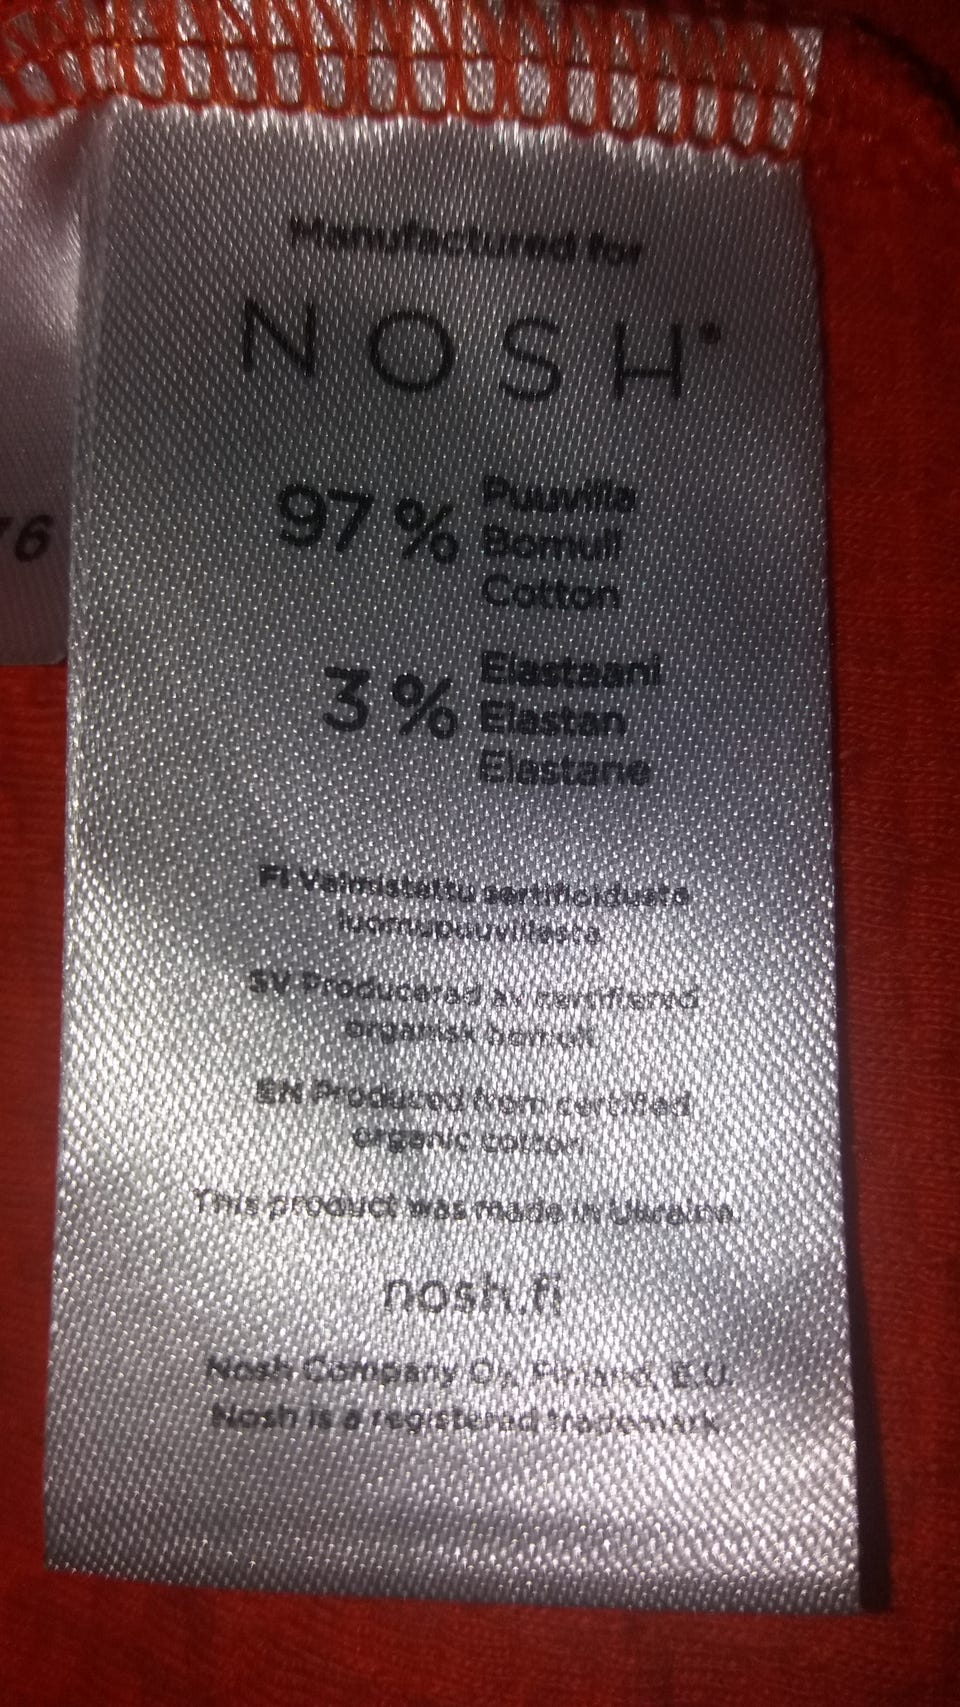 Manufactured for
NOSH®
97 % Puuvilla
Bomull
Cotton
3 % Elastaani
Elastan
Elastane
FI Valmistettu sertifioidusta
luomupuuvillasta
SV Producerad av certifierad
organisk bomull
EN Produced from certified
organic cotton
This product was made in Ukraine.
nosh.fi
Nosh Company Oy, Finland, E.U.
Nosh is a registered trademark
76